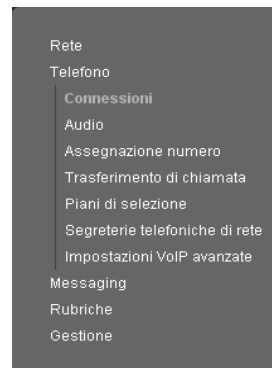 Rete
Telefono
Connessioni
Audio
Assegnazione numero
Trasferimento di chiamata
Piani di selezione
Segreterie telefoniche di rete
Impostazioni VoIP avanzate
Messaging
Rubriche
Gestione